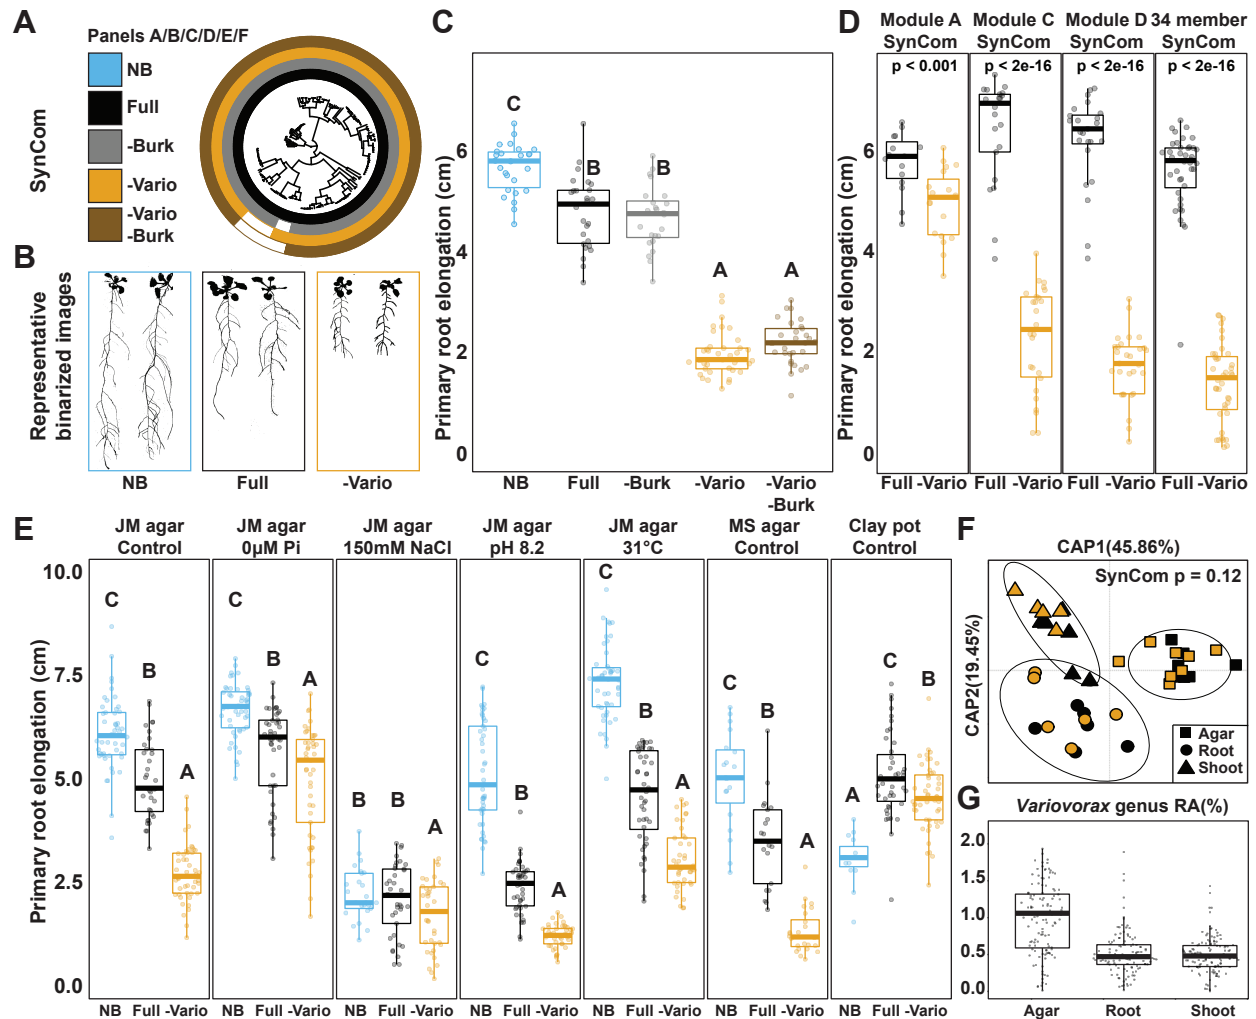 A
Panels A/B/C/D/E/F
NB
Full
-Burk
-Vario
-Vario
-Burk
SynCom
B
Representative
binarized images
NB
Full
-Vario
C
Primary root elongation (cm)
6
4
2
0
C
B
B
A
A
NB
Full
-Burk
-Vario
-Vario
-Burk
D
Module A
SynCom
Module C
SynCom
Module D
SynCom
34 member
SynCom
p < 0.001
p < 2e-16
p < 2e-16
p < 2e-16
Primary root elongation (cm)
6
4
2
0
Full -Vario
Full -Vario
Full -Vario
Full -Vario
E
JM agar
Control
JM agar
0µM Pi
JM agar
150mM NaCl
JM agar
pH 8.2
JM agar
31°C
MS agar
Control
Clay pot
Control
Primary root elongation (cm)
10.0
7.5
5.0
2.5
0.0
C
B
A
C
B
A
B
B
A
C
B
A
C
B
A
C
B
A
A
C
B
NB Full -Vario
NB Full -Vario
NB Full -Vario
NB Full -Vario
NB Full -Vario
NB Full -Vario
NB Full -Vario
F
CAP1(45.86%)
SynCom p = 0.12
CAP2(19.45%)
Agar
Root
Shoot
G
Variovorax genus RA(%)
2.0
1.5
1.0
0.5
0.0
Agar
Root
Shoot